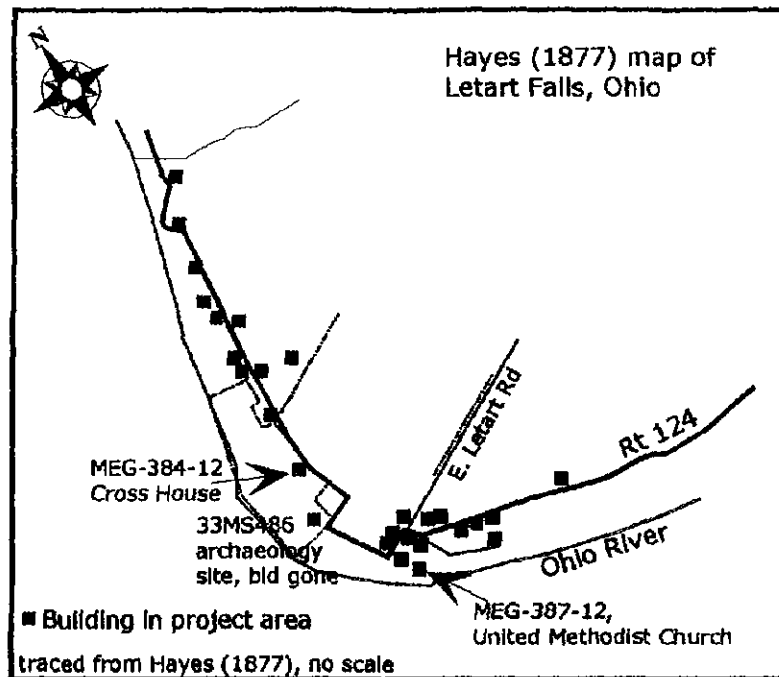 N
Hayes (1877) map of
Letart Falls, Ohio
E. Letart Rd
Rt 124
MEG-384-12
Cross House
33MS486
archaeology
site, bld gone
Ohio River
■ Building in project area
MEG-387-12,
United Methodist Church
traced from Hayes (1877), no scale